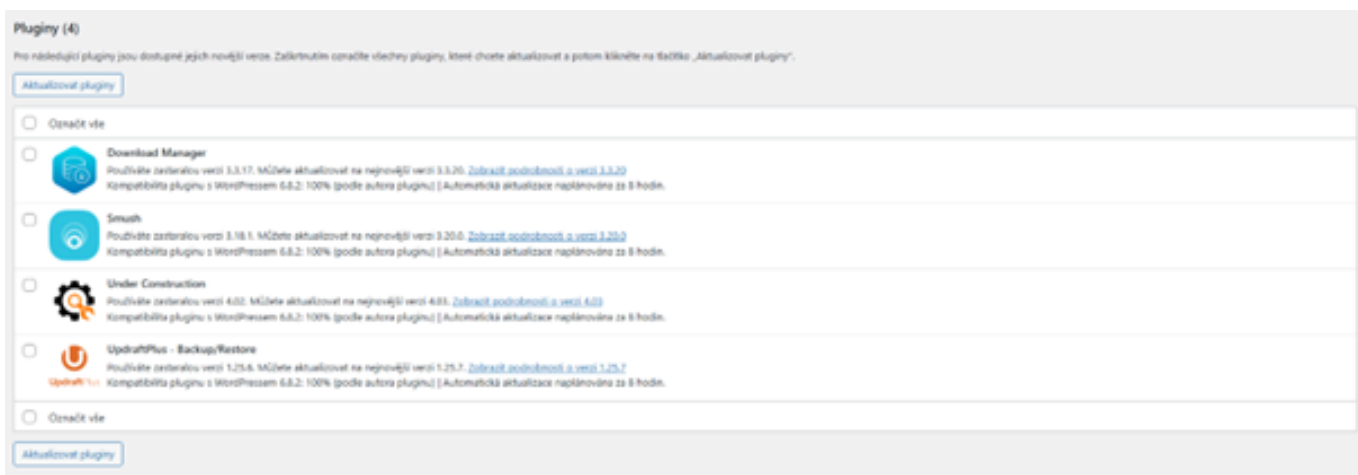 Pluginy (4)
Pro následující pluginy jsou dostupné jejich novější verze. Zaškrtnutím označíte všechny pluginy, které chcete aktualizovat a potom klikněte na tlačítko „Aktualizovat pluginy“.
Aktualizovat pluginy
Označit vše
Download Manager
Používáte zastaralou verzi 3.3.17. Můžete aktualizovat na nejnovější verzi 3.3.20. Zobrazit podrobnosti o verzi 3.3.20
Kompatibilita pluginu s WordPressem 6.8.2: 100% (podle autora pluginu) | Automatická aktualizace naplánována za 8 hodin.
Smush
Používáte zastaralou verzi 3.18.1. Můžete aktualizovat na nejnovější verzi 3.20.0. Zobrazit podrobnosti o verzi 3.20.0
Kompatibilita pluginu s WordPressem 6.8.2: 100% (podle autora pluginu) | Automatická aktualizace naplánována za 8 hodin.
Under Construction
Používáte zastaralou verzi 4.02. Můžete aktualizovat na nejnovější verzi 4.03. Zobrazit podrobnosti o verzi 4.03
Kompatibilita pluginu s WordPressem 6.8.2: 100% (podle autora pluginu) | Automatická aktualizace naplánována za 8 hodin.
UpdraftPlus - Backup/Restore
Používáte zastaralou verzi 1.25.6. Můžete aktualizovat na nejnovější verzi 1.25.7. Zobrazit podrobnosti o verzi 1.25.7
UpdraftPlus Kompatibilita pluginu s WordPressem 6.8.2: 100% (podle autora pluginu) | Automatická aktualizace naplánována za 8 hodin.
Označit vše
Aktualizovat pluginy